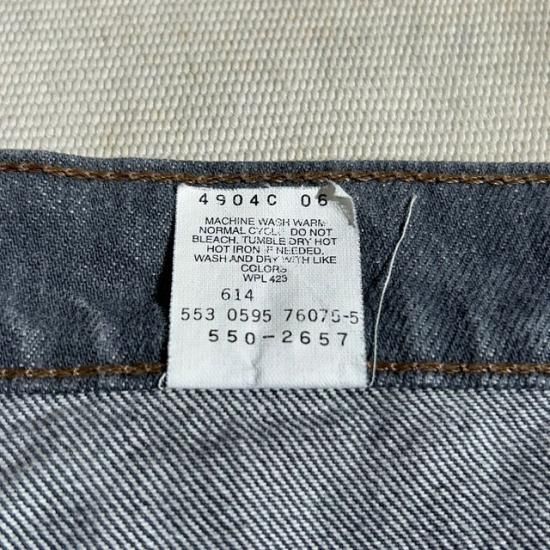 4904C 06
MACHINE WASH WARM
NORMAL CYCLE DO NOT
BLEACH. TUMBLE DRY HOT
HOT IRON IF NEEDED.
WASH AND DRY WITH LIKE
COLORS
WPL 423
614
553 0595 76075-5
550-2657